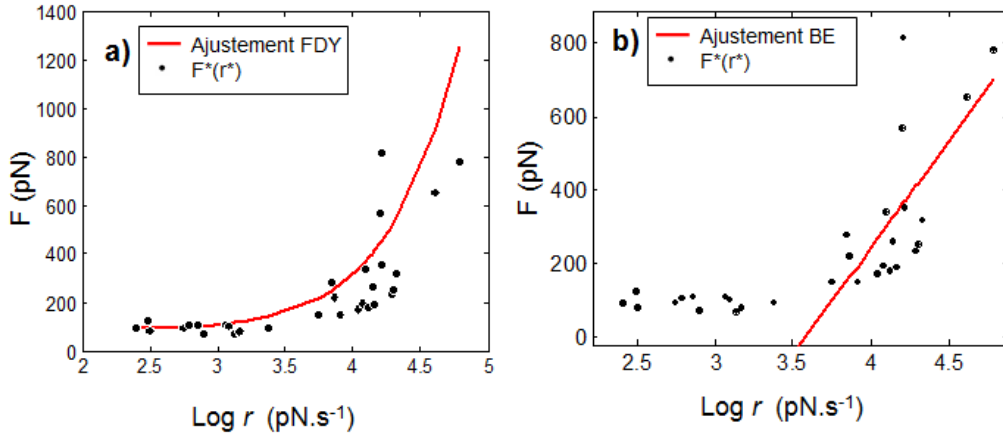 a)
Ajustement FDY
F*(r*)
F (pN)
1400
1200
1000
800
600
400
200
0
2
2.5
3
3.5
4
4.5
5
Log r (pN.s-1)
b)
Ajustement BE
F*(r*)
F (pN)
800
600
400
200
0
2.5
3
3.5
4
4.5
Log r (pN.s-1)